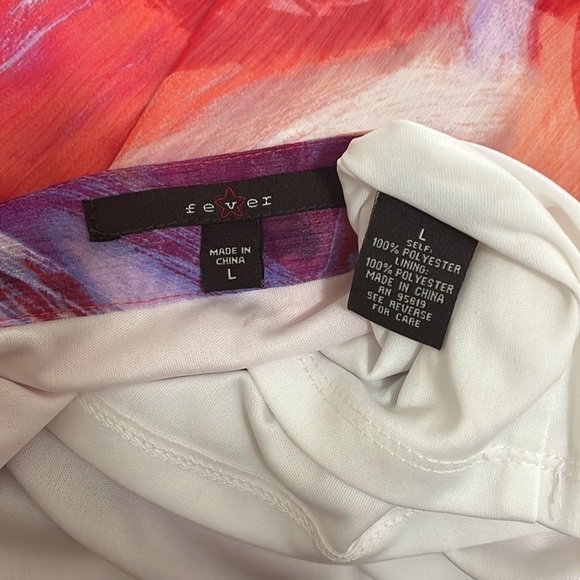 fever
MADE IN
CHINA
L
L
SELF:
100% POLYESTER
LINING:
100% POLYESTER
MADE IN CHINA
RN 95619
SEE REVERSE
FOR CARE